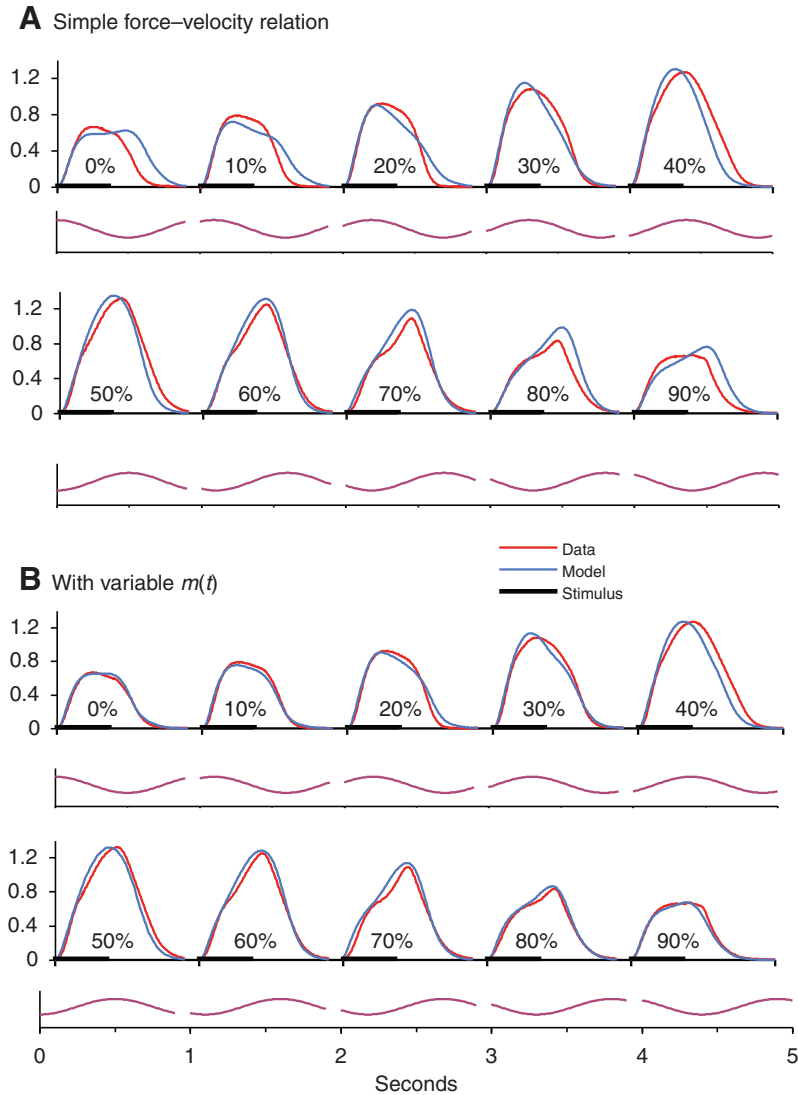 A Simple force–velocity relation
1.2
0.8
0.4
0
0% 10% 20% 30% 40%
1.2
0.8
0.4
0
50% 60% 70% 80% 90%
Data
Model
Stimulus
B With variable m(t)
1.2
0.8
0.4
0
0% 10% 20% 30% 40%
1.2
0.8
0.4
0
50% 60% 70% 80% 90%
0 1 2 3 4 5
Seconds